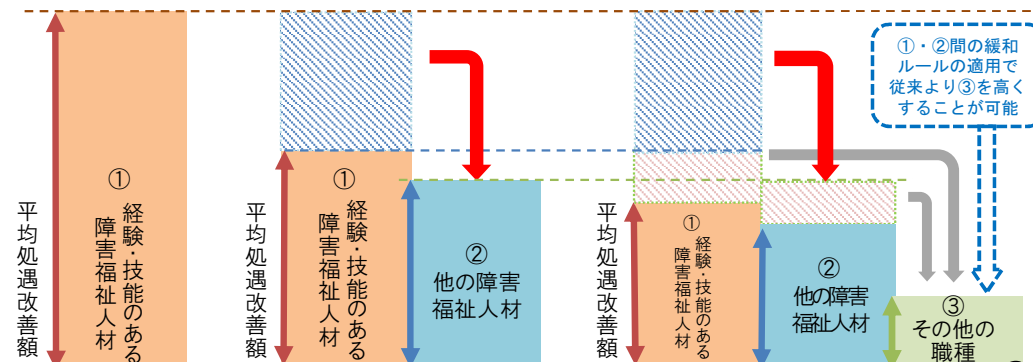 ①・②間の緩和
ルールの適用で
従来より③を高く
することが可能
平均処遇改善額
①
経験・技能のある
障害福祉人材
平均処遇改善額
①
経験・技能のある
障害福祉人材
②
他の障害
福祉人材
平均処遇改善額
①
経験・技能のある
障害福祉人材
②
他の障害
福祉人材
③
その他の
職種